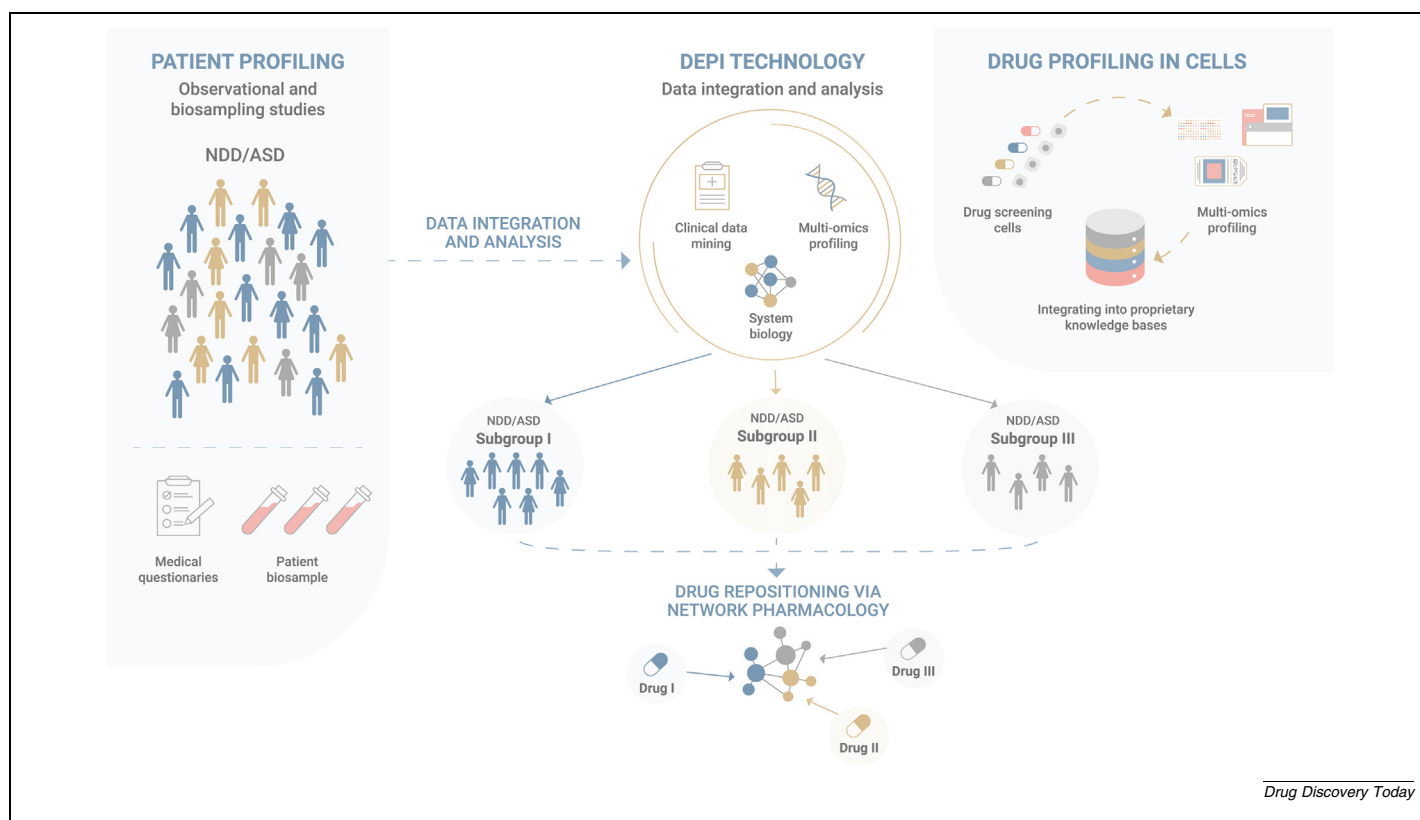 PATIENT PROFILING
Observational and
biosampling studies
NDD/ASD
Medical
questionaries
Patient
biosample
DATA INTEGRATION
AND ANALYSIS
DEPI TECHNOLOGY
Data integration and analysis
Clinical data
mining
Multi-omics
profiling
System
biology
DRUG PROFILING IN CELLS
Drug screening
cells
Multi-omics
profiling
Integrating into proprietary
knowledge bases
NDD/ASD
Subgroup I
NDD/ASD
Subgroup II
NDD/ASD
Subgroup III
DRUG REPOSITIONING VIA
NETWORK PHARMACOLOGY
Drug I
Drug III
Drug II
Drug Discovery Today